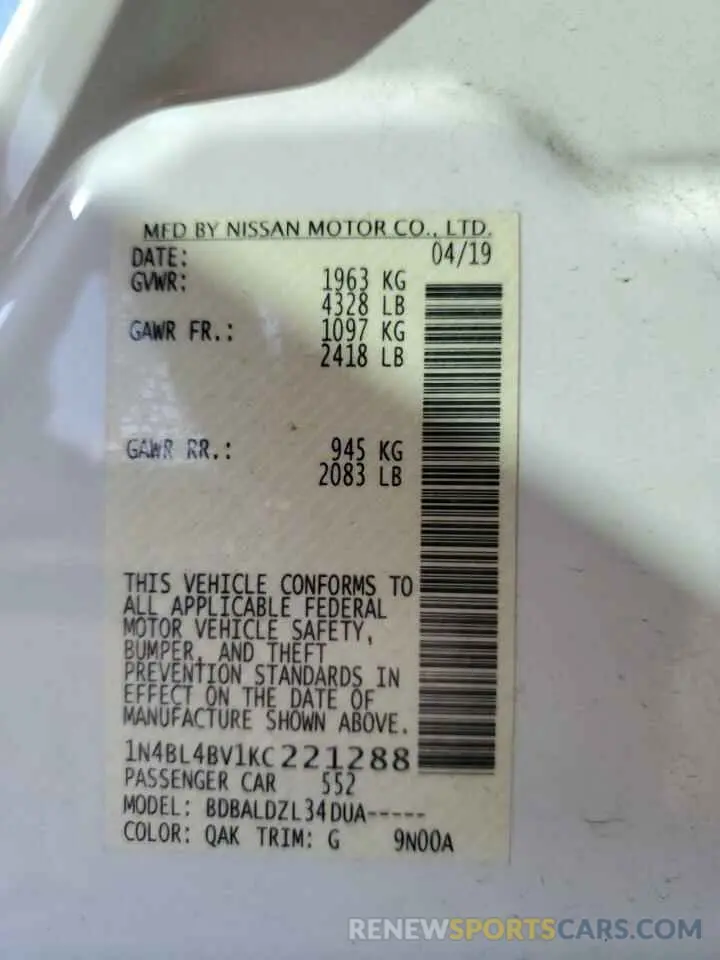 MFD BY NISSAN MOTOR CO., LTD.
DATE: 04/19
GVWR: 1963 KG
4328 LB
GAWR FR.: 1097 KG
2418 LB
GAWR RR.: 945 KG
2083 LB
THIS VEHICLE CONFORMS TO
ALL APPLICABLE FEDERAL
MOTOR VEHICLE SAFETY,
BUMPER, AND THEFT
PREVENTION STANDARDS IN
EFFECT ON THE DATE OF
MANUFACTURE SHOWN ABOVE.
1N4BL4BV1KC221288
PASSENGER CAR 552
MODEL: BDBALDZL34DUA-----
COLOR: QAK TRIM: G 9N00A
RENEWSPORTSCARS.COM